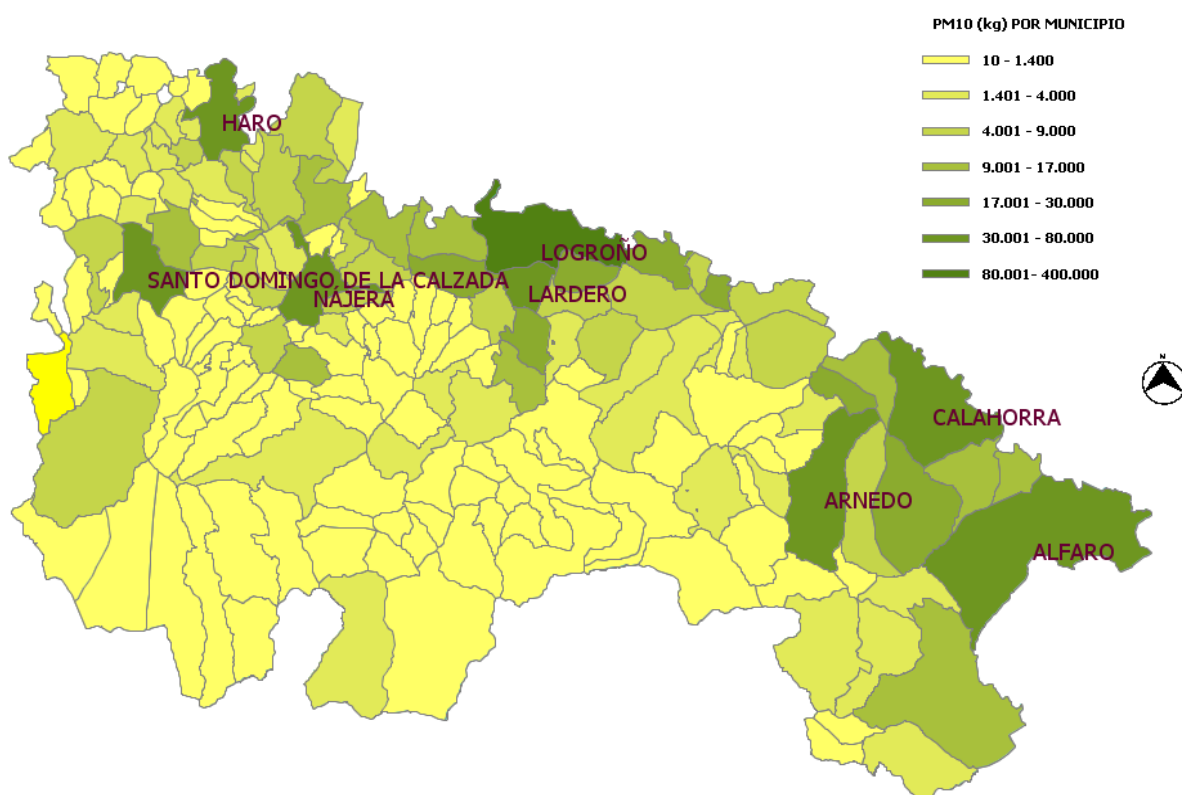 PM10 (kg) POR MUNICIPIO
10 - 1.400
1.401 - 4.000
4.001 - 9.000
9.001 - 17.000
17.001 - 30.000
30.001 - 80.000
80.001 - 400.000
HARO
LOGROÑO
SANTO DOMINGO DE LA CALZADA
NÁJERA
LARDERO
N
CALAHORRA
ARNEDO
ALFARO